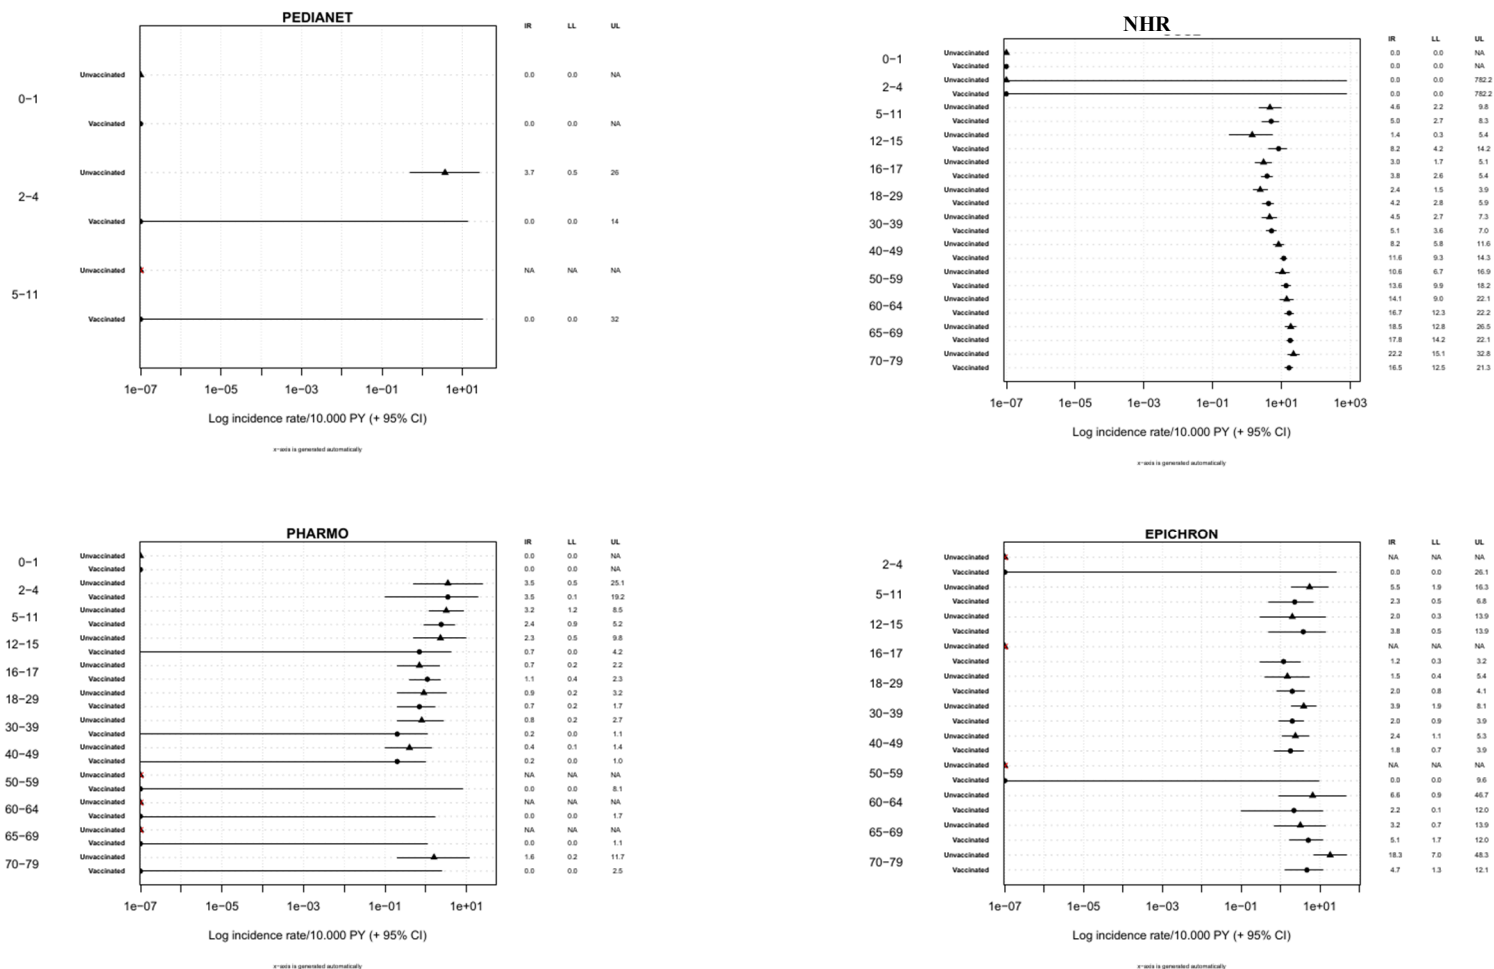 PEDIANET
IR LL UL
0−1
Unvaccinated 0.0 0.0 NA
Vaccinated 0.0 0.0 NA
2−4
Unvaccinated 3.7 0.5 26
Vaccinated 0.0 0.0 14
5−11
Unvaccinated NA NA NA
Vaccinated 0.0 0.0 32
1e−07 1e−04 1e−01 1e+01
Log incidence rate/10.000 PY (+ 95% CI)
x−axis is generated automatically
NHR
IR LL UL
0−1
Unvaccinated 0.0 0.0 NA
Vaccinated 0.0 0.0 NA
2−4
Unvaccinated 0.0 0.0 782.2
Vaccinated 0.0 0.0 782.2
5−11
Unvaccinated 4.6 2.2 9.8
Vaccinated 5.0 2.7 8.3
12−15
Unvaccinated 1.4 0.3 5.4
Vaccinated 8.2 4.2 14.2
16−17
Unvaccinated 3.0 1.7 5.1
Vaccinated 3.8 2.6 5.4
18−29
Unvaccinated 2.4 1.5 3.9
Vaccinated 4.2 2.8 5.9
30−39
Unvaccinated 4.5 2.7 7.3
Vaccinated 5.1 3.6 7.0
40−49
Unvaccinated 8.2 5.8 11.6
Vaccinated 11.6 9.3 14.3
50−59
Unvaccinated 10.6 6.7 16.9
Vaccinated 13.6 9.9 18.2
60−64
Unvaccinated 14.1 9.0 22.1
Vaccinated 16.7 12.3 22.2
65−69
Unvaccinated 18.5 12.8 26.5
Vaccinated 17.8 14.2 22.1
70−79
Unvaccinated 22.2 15.1 32.8
Vaccinated 16.5 12.5 21.3
1e−07 1e−05 1e−03 1e−01 1e+01 1e+03
Log incidence rate/10.000 PY (+ 95% CI)
x−axis is generated automatically
PHARMO
IR LL UL
0−1
Unvaccinated 0.0 0.0 NA
Vaccinated 0.0 0.0 NA
2−4
Unvaccinated 3.5 0.5 25.1
Vaccinated 3.5 0.1 19.2
5−11
Unvaccinated 3.2 1.2 8.5
Vaccinated 2.4 0.9 5.2
12−15
Unvaccinated 2.3 0.5 9.8
Vaccinated 0.7 0.0 4.2
16−17
Unvaccinated 0.7 0.2 2.2
Vaccinated 1.1 0.4 2.3
18−29
Unvaccinated 0.9 0.2 3.2
Vaccinated 0.7 0.2 1.7
30−39
Unvaccinated 0.8 0.2 2.7
Vaccinated 0.2 0.0 1.1
40−49
Unvaccinated 0.4 0.1 1.4
Vaccinated 0.2 0.0 1.0
50−59
Unvaccinated NA NA NA
Vaccinated 0.0 0.0 8.1
60−64
Unvaccinated NA NA NA
Vaccinated 0.0 0.0 1.7
65−69
Unvaccinated NA NA NA
Vaccinated 0.0 0.0 1.1
70−79
Unvaccinated 1.6 0.2 11.7
Vaccinated 0.0 0.0 2.5
1e−07 1e−05 1e−03 1e−01 1e+01
Log incidence rate/10.000 PY (+ 95% CI)
x−axis is generated automatically
EPICHRON
IR LL UL
2−4
Unvaccinated NA NA NA
Vaccinated 0.0 0.0 26.1
5−11
Unvaccinated 5.5 1.9 16.3
Vaccinated 2.3 0.5 6.8
12−15
Unvaccinated 2.0 0.3 13.9
Vaccinated 3.8 0.5 13.9
16−17
Unvaccinated NA NA NA
Vaccinated 1.2 0.3 3.2
18−29
Unvaccinated 1.5 0.4 5.4
Vaccinated 2.0 0.8 4.1
30−39
Unvaccinated 3.9 1.9 8.1
Vaccinated 2.0 0.9 3.9
40−49
Unvaccinated 2.4 1.1 5.3
Vaccinated 1.8 0.7 3.9
50−59
Unvaccinated NA NA NA
Vaccinated 0.0 0.0 9.6
60−64
Unvaccinated 6.6 0.9 46.7
Vaccinated 2.2 0.1 12.0
65−69
Unvaccinated 3.2 0.7 13.9
Vaccinated 5.1 1.7 12.0
70−79
Unvaccinated 18.3 7.0 48.3
Vaccinated 4.7 1.3 12.1
1e−07 1e−04 1e−01 1e+01
Log incidence rate/10.000 PY (+ 95% CI)
x−axis is generated automatically